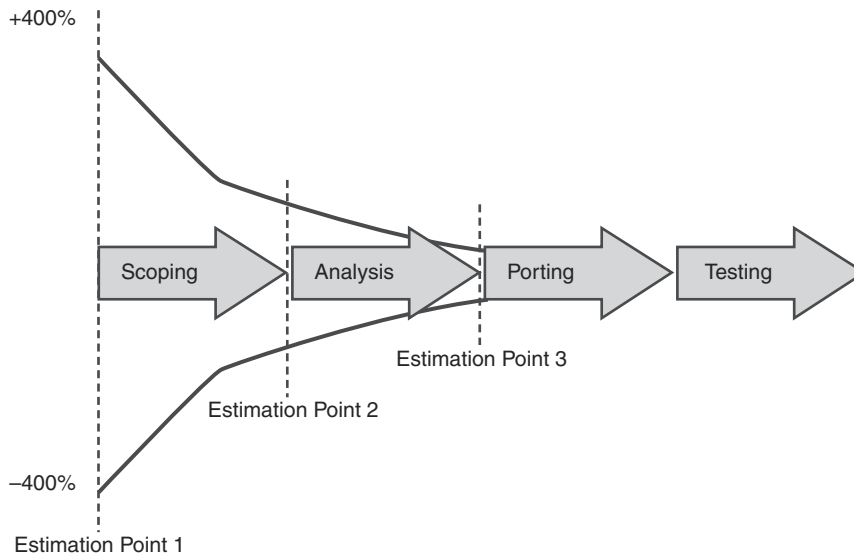 +400%
Scoping
Analysis
Porting
Testing
Estimation Point 3
Estimation Point 2
–400%
Estimation Point 1